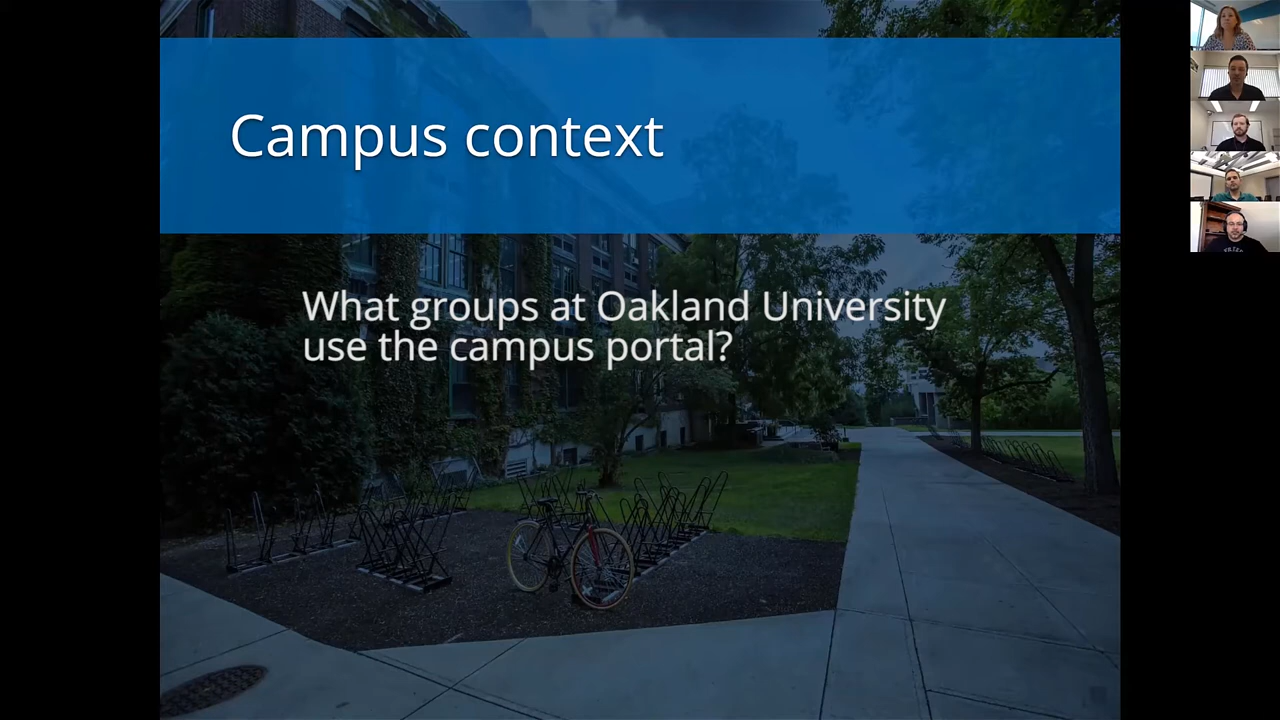 Campus context
What groups at Oakland University
use the campus portal?